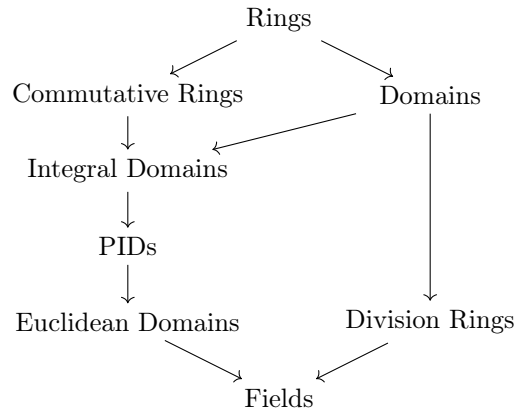 Rings
Commutative Rings
Domains
Integral Domains
PIDs
Euclidean Domains
Division Rings
Fields